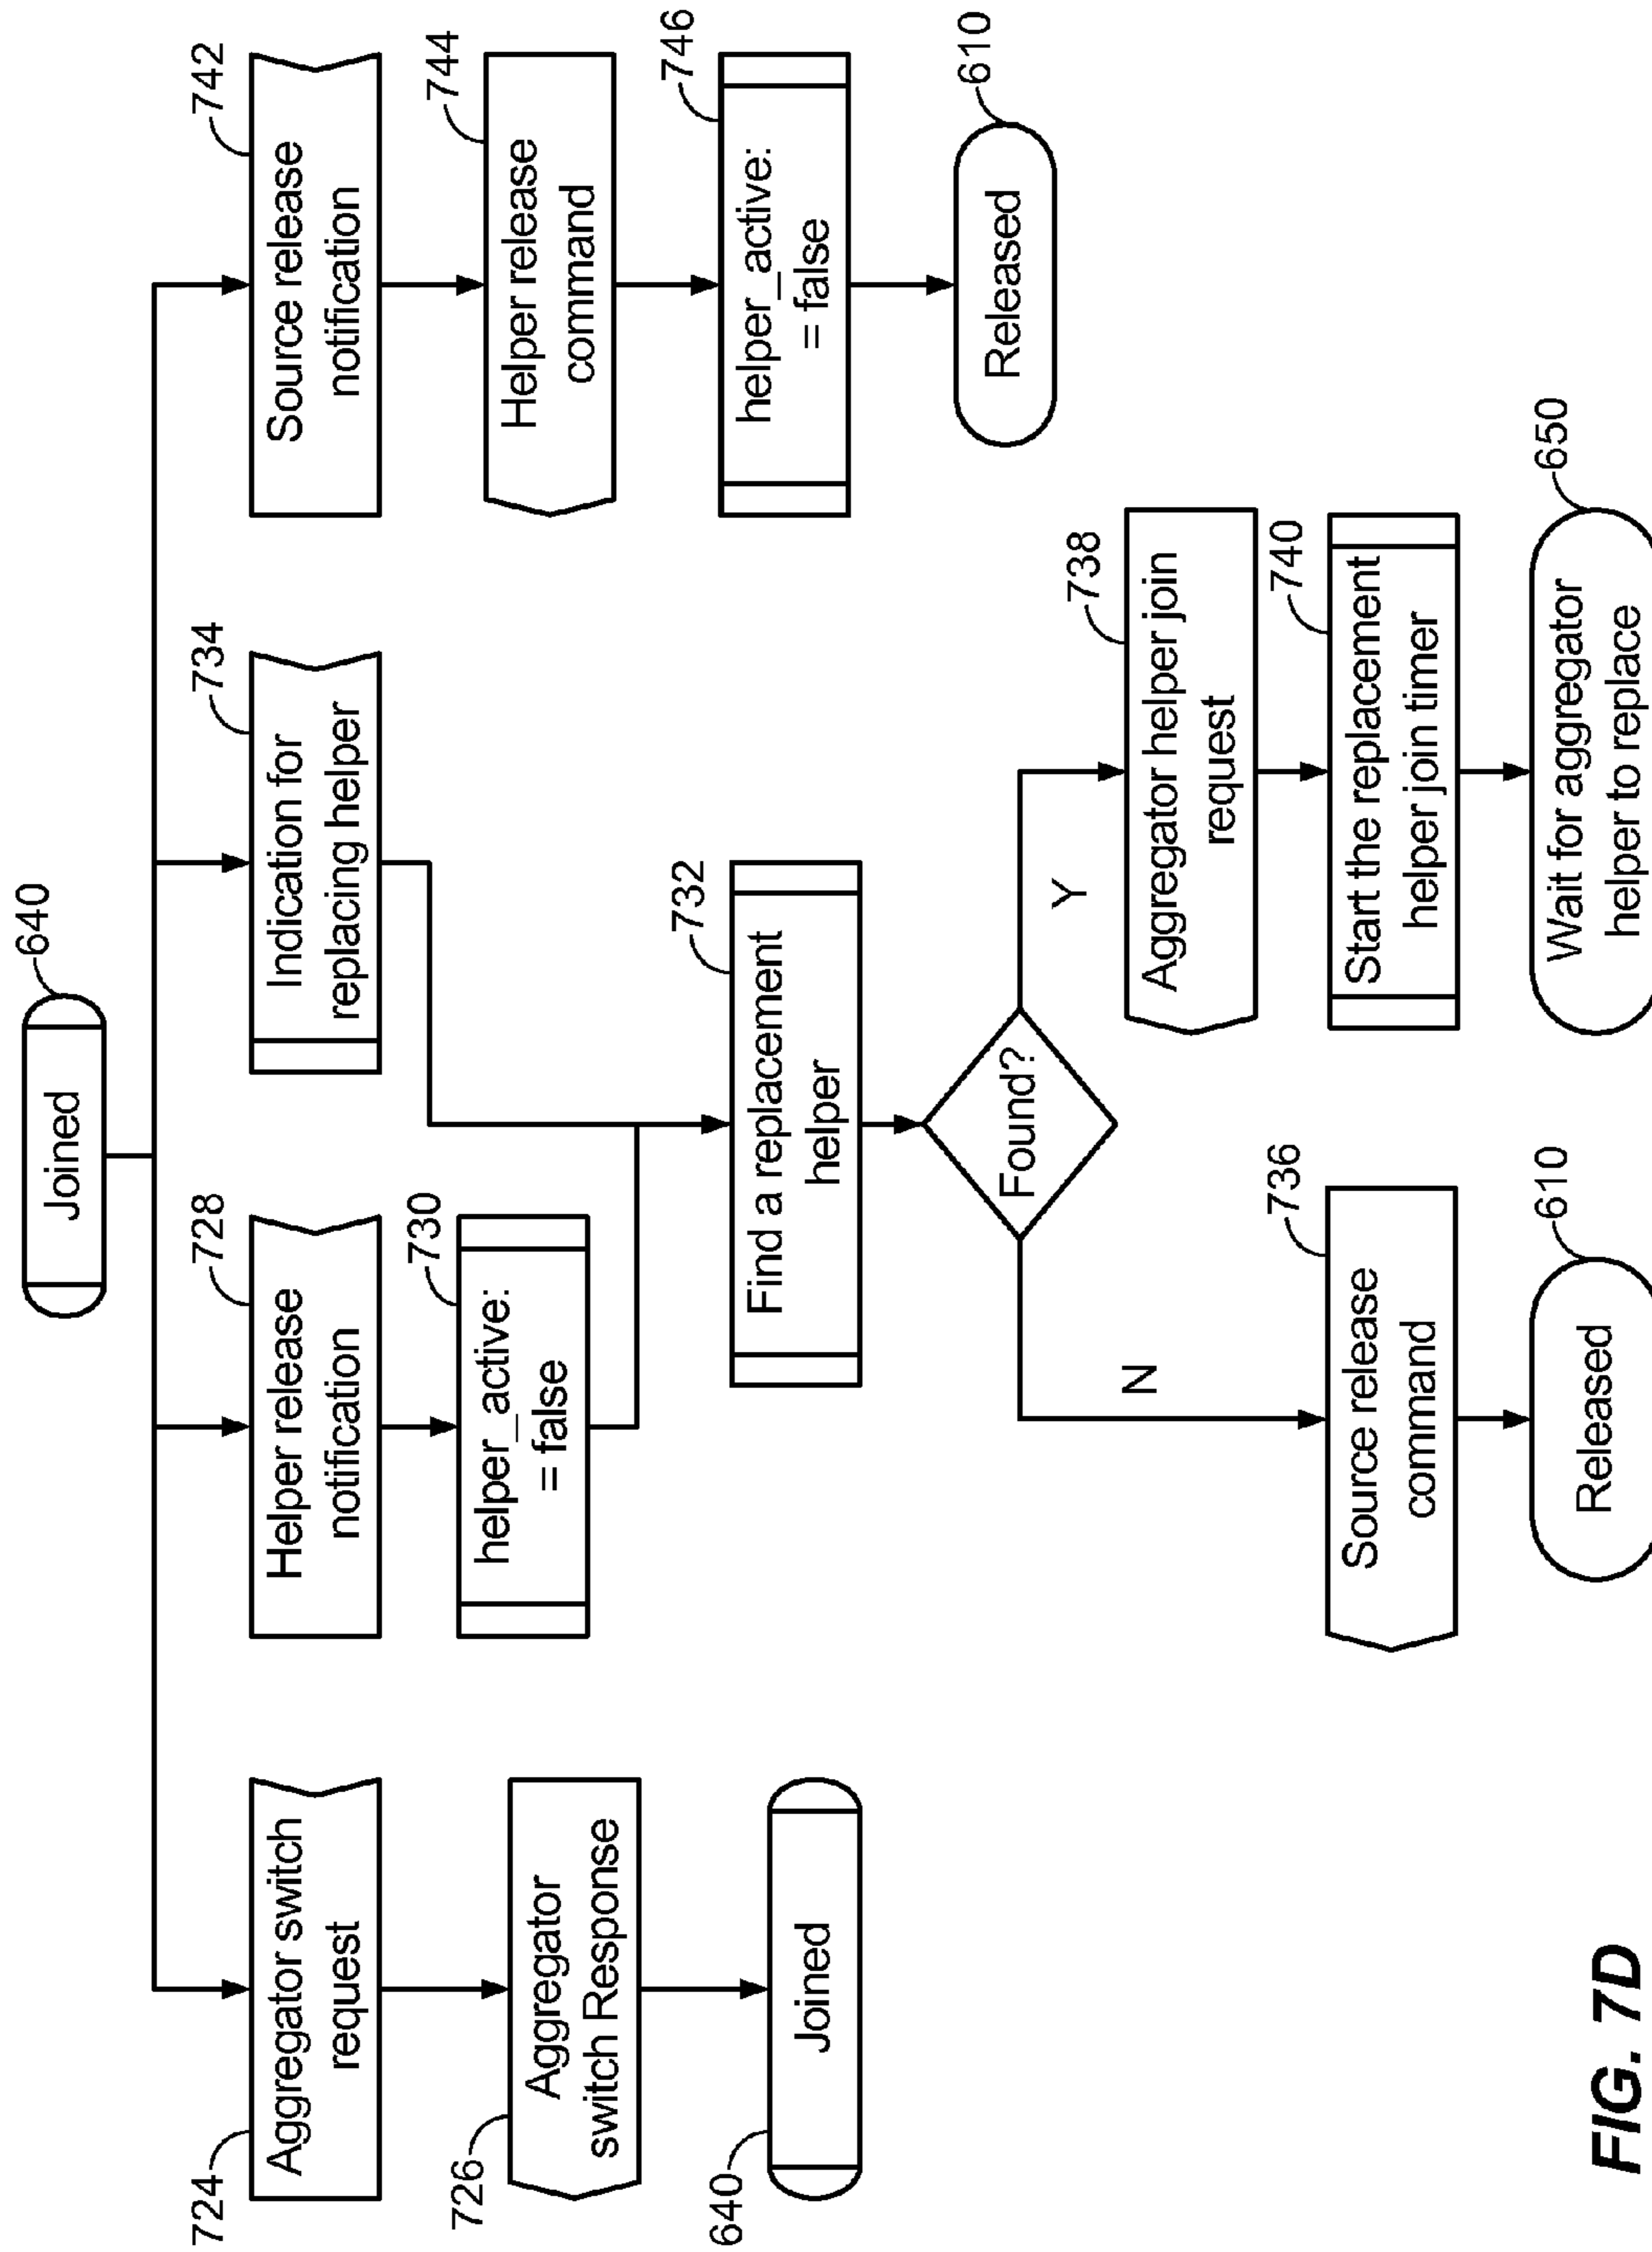 Joined
640
724
Aggregator switch
request
728
Helper release
notification
734
Indication for
replacing helper
742
Source release
notification
726
Aggregator
switch Response
730
helper_active:
= false
744
Helper release
command
640
Joined
732
Find a replacement
helper
746
helper_active:
= false
Found?
610
Released
N
Y
736
Source release
command
738
Aggregator helper join
request
740
Start the replacement
helper join timer
610
Released
650
Wait for aggregator
helper to replace
FIG. 7D